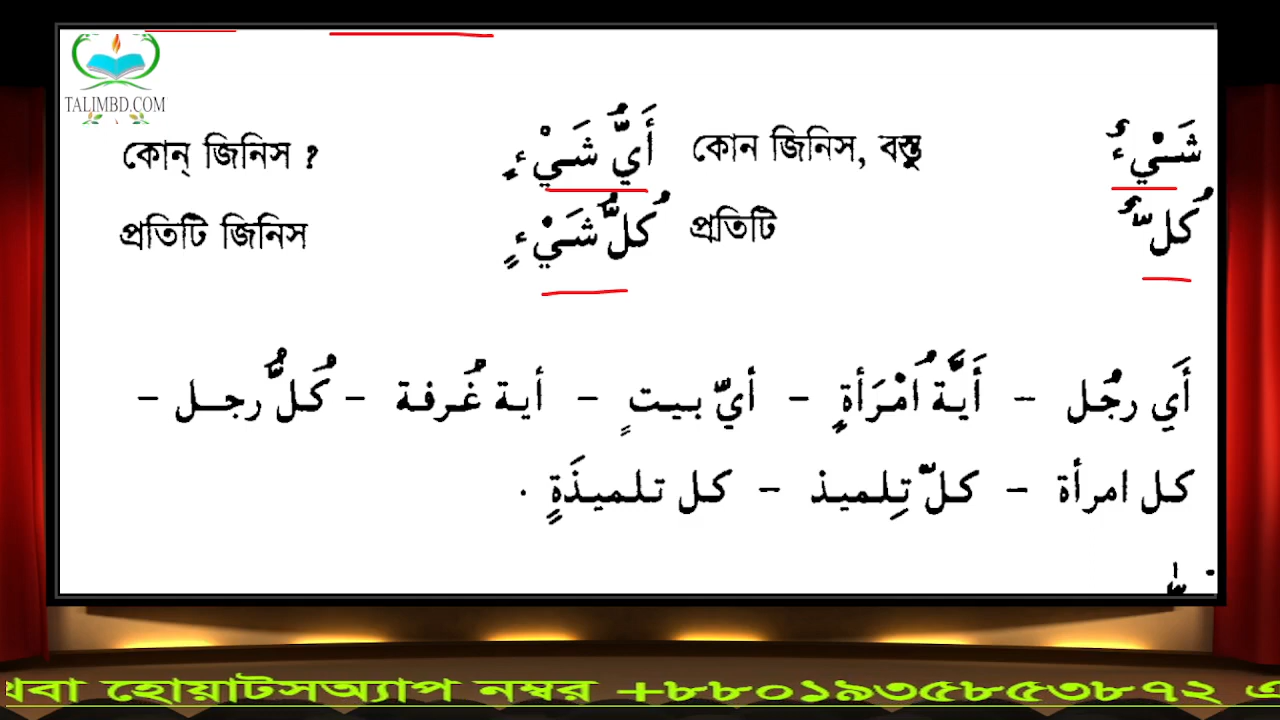 TALIMBD.COM
شَيْءٌ কোন জিনিস, বস্তু أَيُّ شَيْءٍ কোন্ জিনিস ?
كُلٌّ প্রতিটি كُلُّ شَيْءٍ প্রতিটি জিনিস
أَي رجُل – أَيَّة ُامْرَأةٍ – أيّ بيتٍ – أية غُرفة – كُلُّ رجل –
كل امرأة – كلّ تِلميذ – كل تلميذَةٍ .
থবা হোয়াটসঅ্যাপ নম্বর +৮৮০১৯৩৫৮৫৩৮৭২ এ